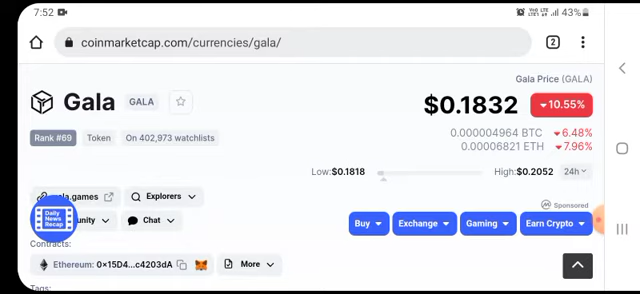 7:52 43%
coinmarketcap.com/currencies/gala/ 2
Gala Price (GALA)
Gala GALA $0.1832 10.55%
0.000004964 BTC 6.48%
Rank #69 Token On 402,973 watchlists
0.00006821 ETH 7.96%
Low:$0.1818 High:$0.2052 24h
.games Explorers
Sponsored
Daily
News
Recap
Chat Buy Exchange Gaming Earn Crypto
Contracts:
Ethereum: 0x15D4...c4203dA More
Tags: